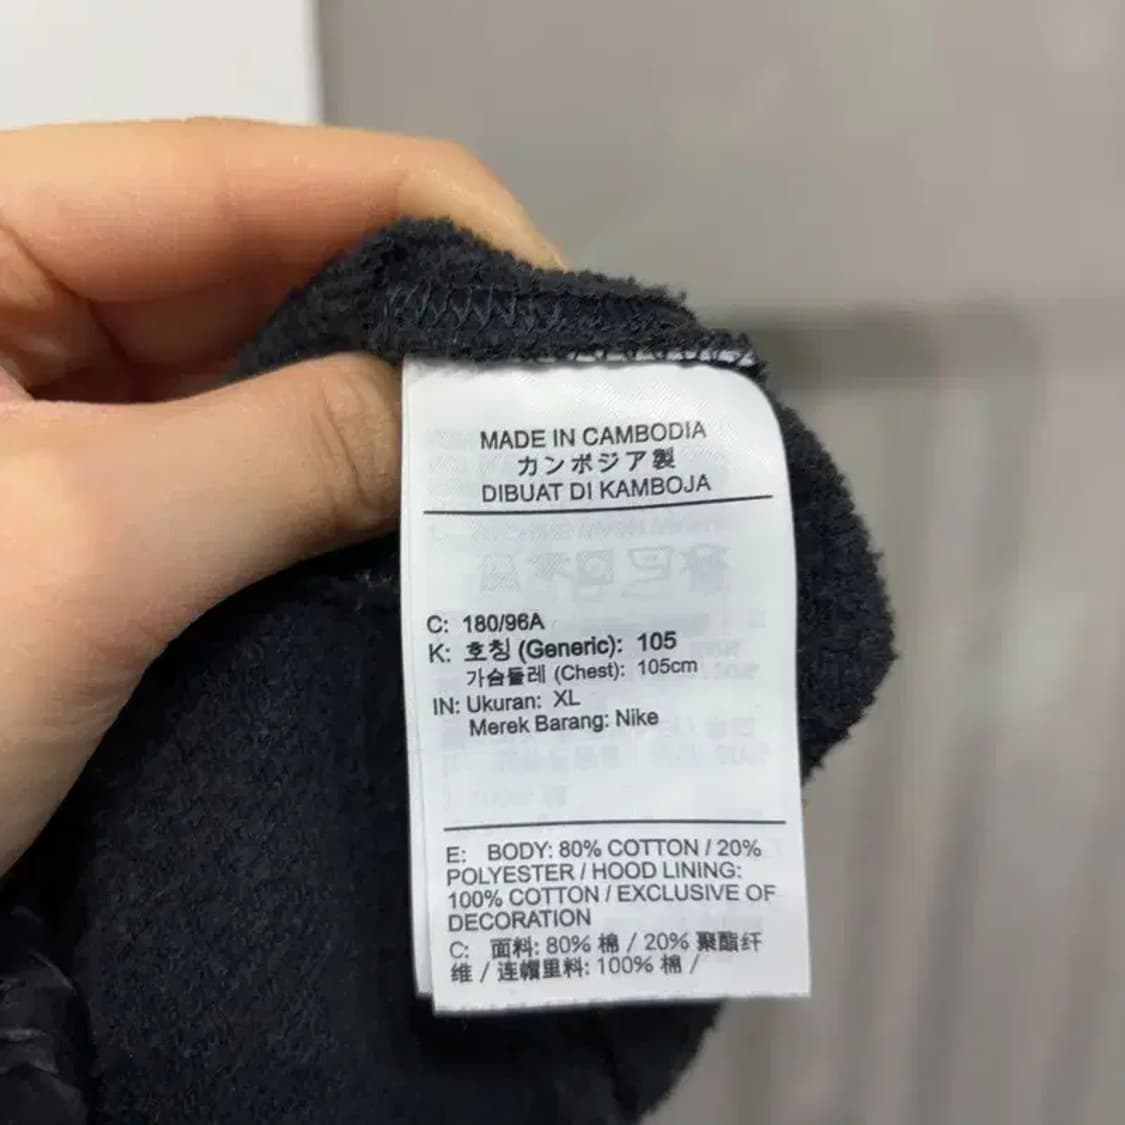 MADE IN CAMBODIA
カンボジア製
DIBUAT DI KAMBOJA
C: 180/96A
K: 호칭 (Generic): 105
가슴둘레 (Chest): 105cm
IN: Ukuran: XL
Merek Barang: Nike
E: BODY: 80% COTTON / 20%
POLYESTER / HOOD LINING:
100% COTTON / EXCLUSIVE OF
DECORATION
C: 面料: 80% 棉 / 20% 聚酯纤
维 / 连帽里料: 100% 棉 /